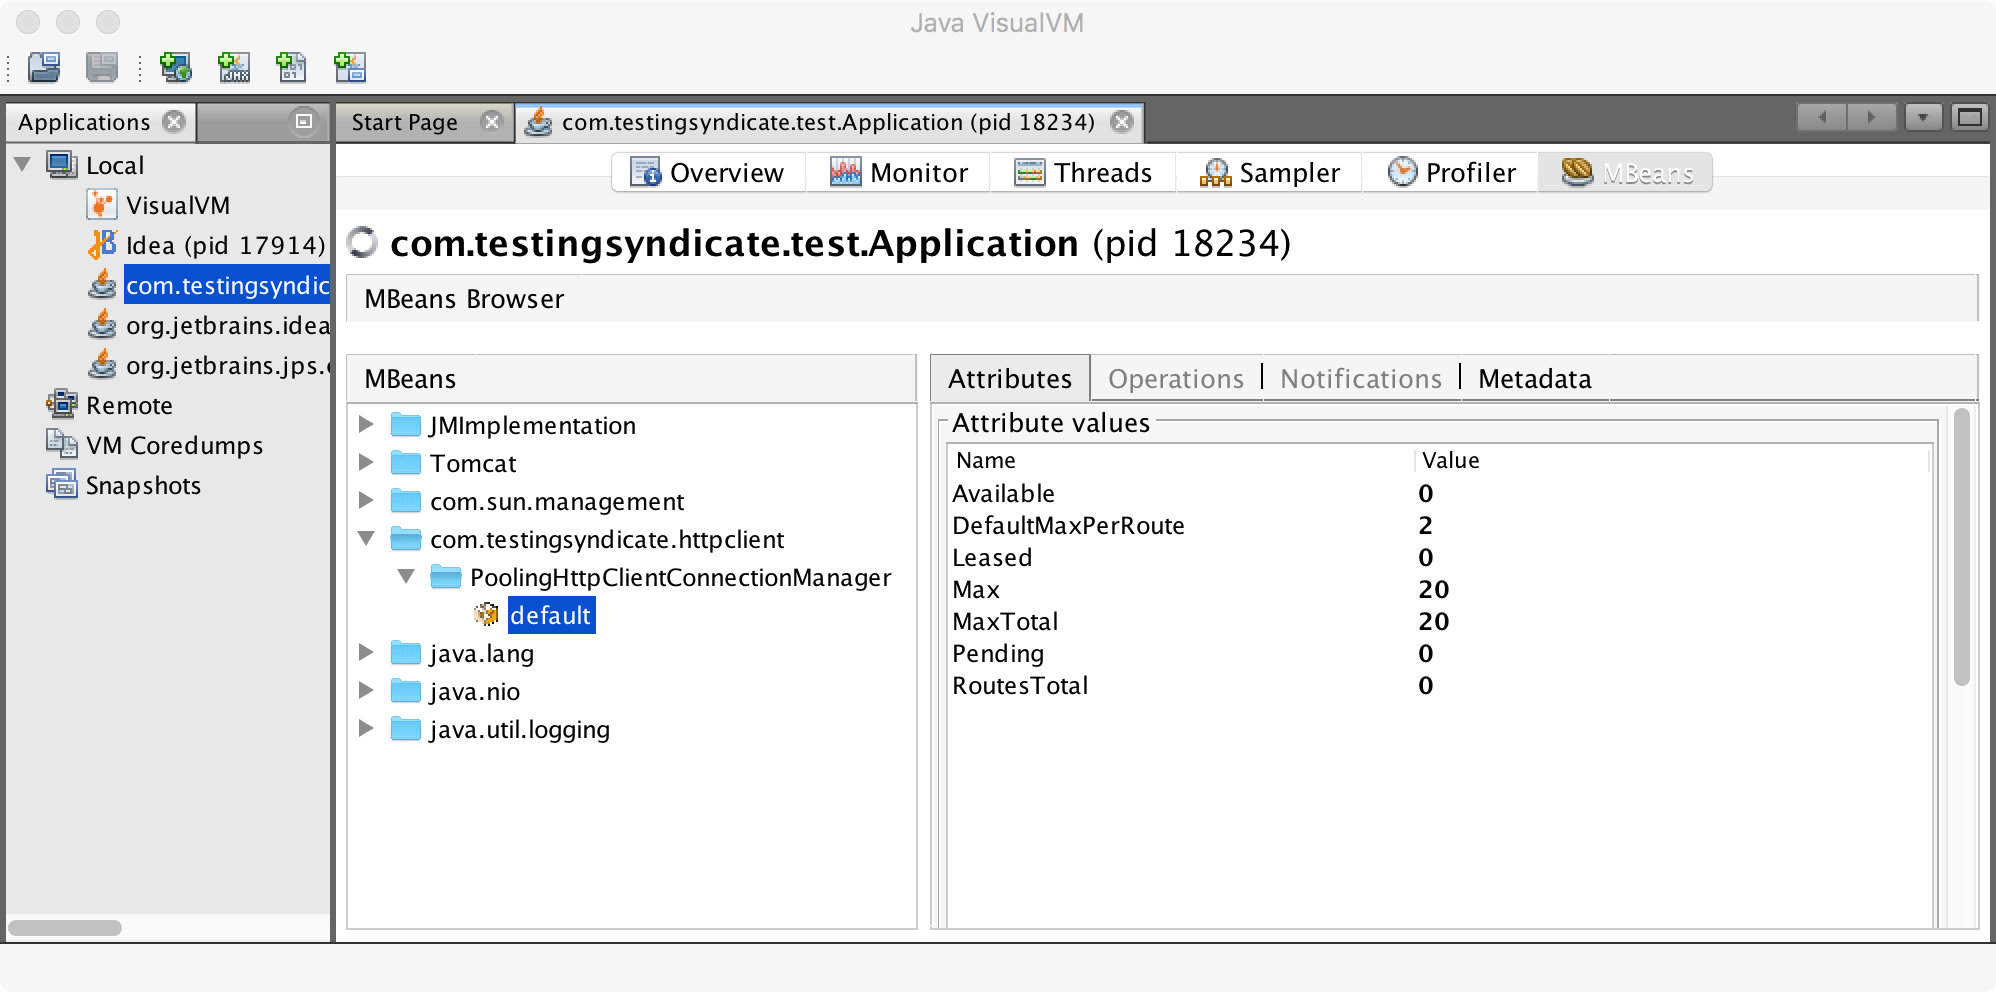 Java VisualVM
Applications
Start Page
com.testingsyndicate.test.Application (pid 18234)
Local
VisualVM
Idea (pid 17914)
com.testingsyndic
org.jetbrains.idea
org.jetbrains.jps.
Remote
VM Coredumps
Snapshots
Overview
Monitor
Threads
Sampler
Profiler
MBeans
com.testingsyndicate.test.Application (pid 18234)
MBeans Browser
MBeans
JMImplementation
Tomcat
com.sun.management
com.testingsyndicate.httpclient
PoolingHttpClientConnectionManager
default
java.lang
java.nio
java.util.logging
Attributes
Operations
Notifications
Metadata
Attribute values
Name Value
Available 0
DefaultMaxPerRoute 2
Leased 0
Max 20
MaxTotal 20
Pending 0
RoutesTotal 0